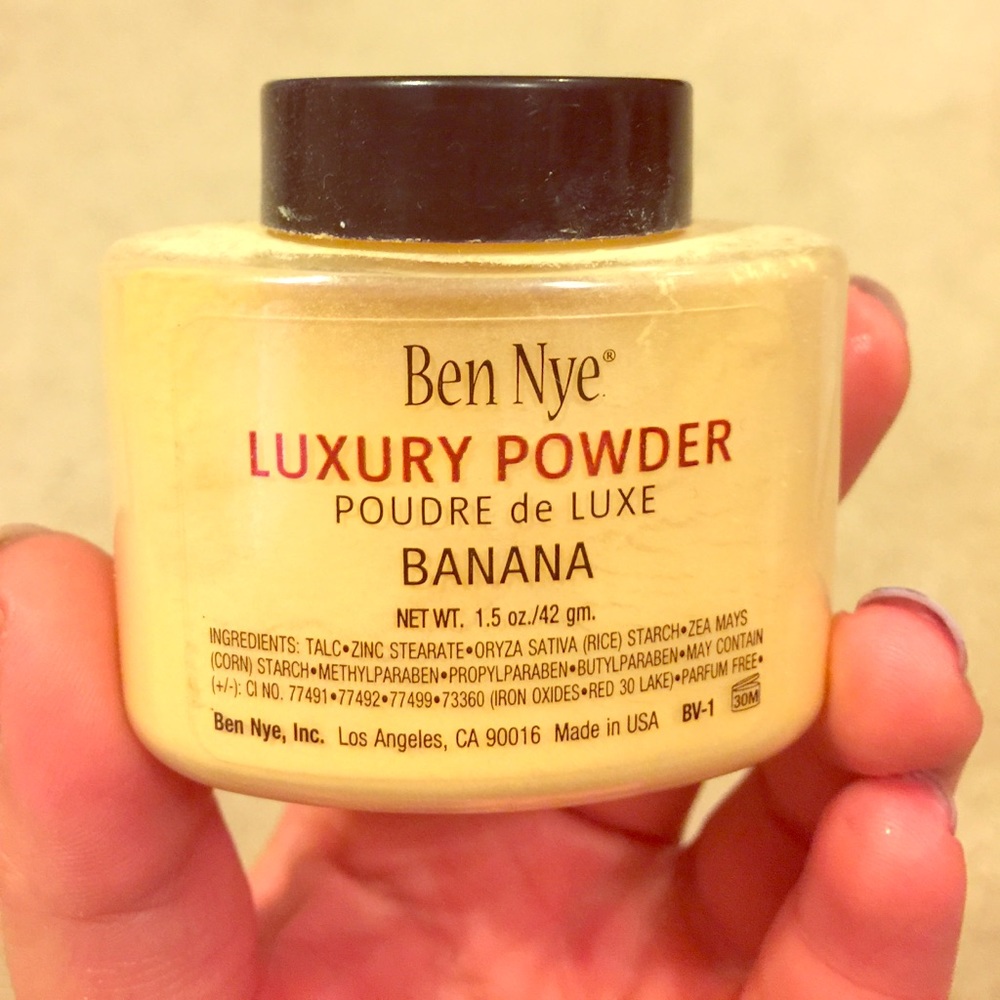 Ben Nye®
LUXURY POWDER
POUDRE de LUXE
BANANA
NET WT. 1.5 oz./42 gm.
INGREDIENTS: TALC•ZINC STEARATE•ORYZA SATIVA (RICE) STARCH•ZEA MAYS
(CORN) STARCH•METHYLPARABEN•PROPYLPARABEN•BUTYLPARABEN•MAY CONTAIN
(+/-): CI NO. 77491•77492•77499•73360 (IRON OXIDES•RED 30 LAKE)•PARFUM FREE•
Ben Nye, Inc. Los Angeles, CA 90016 Made in USA BV-1 30M